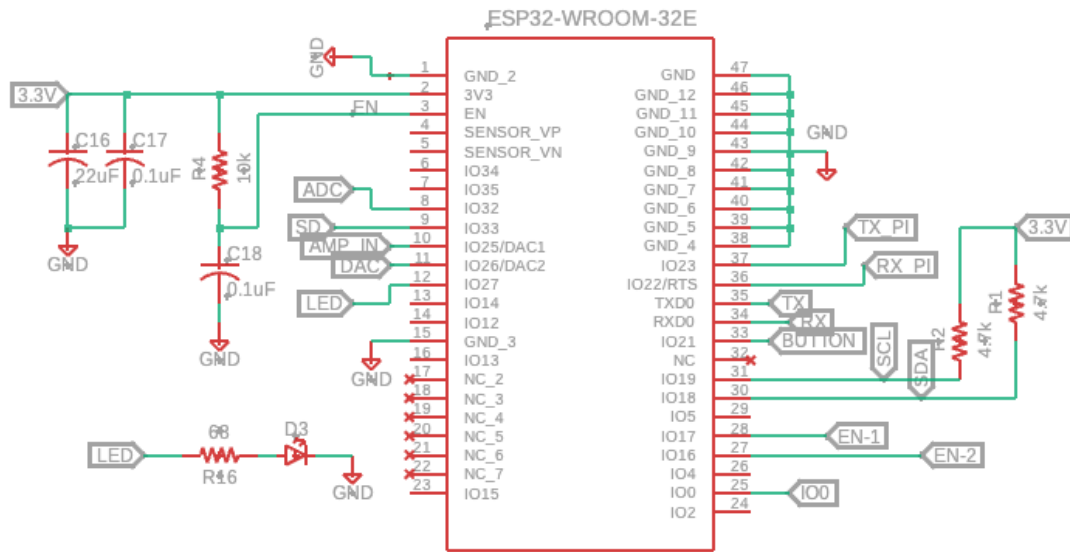 ESP32-WROOM-32E
GND
1 GND_2 GND 47
3.3V
2 3V3 GND_12 46
EN
3 EN GND_11 45
4 SENSOR_VP GND_10 44
GND
5 SENSOR_VN GND_9 43
C16
22uF
C17
0.1uF
R4
10k
6 IO34 GND_8 42
7 IO35 GND_7 41
ADC
8 IO32 GND_6 40
SD
9 IO33 GND_5 39
AMP_IN
10 IO25/DAC1 GND_4 38
TX_PI
3.3V
DAC
11 IO26/DAC2 IO23 37
RX_PI
GND
C18
0.1uF
12 IO27 IO22/RTS 36
LED
13 IO14 TXD0 35
TX
14 IO12 RXD0 34
RX
15 GND_3 IO21 33
BUTTON
R2
4.7k
R1
4.7k
GND
16 IO13 NC 32
SCL
SDA
GND
17 NC_2 IO19 31
18 NC_3 IO18 30
19 NC_4 IO5 29
20 NC_5 IO17 28
EN-1
21 NC_6 IO16 27
EN-2
22 NC_7 IO4 26
23 IO15 IO0 25
IO0
IO2 24
LED
68
R16
D3
GND